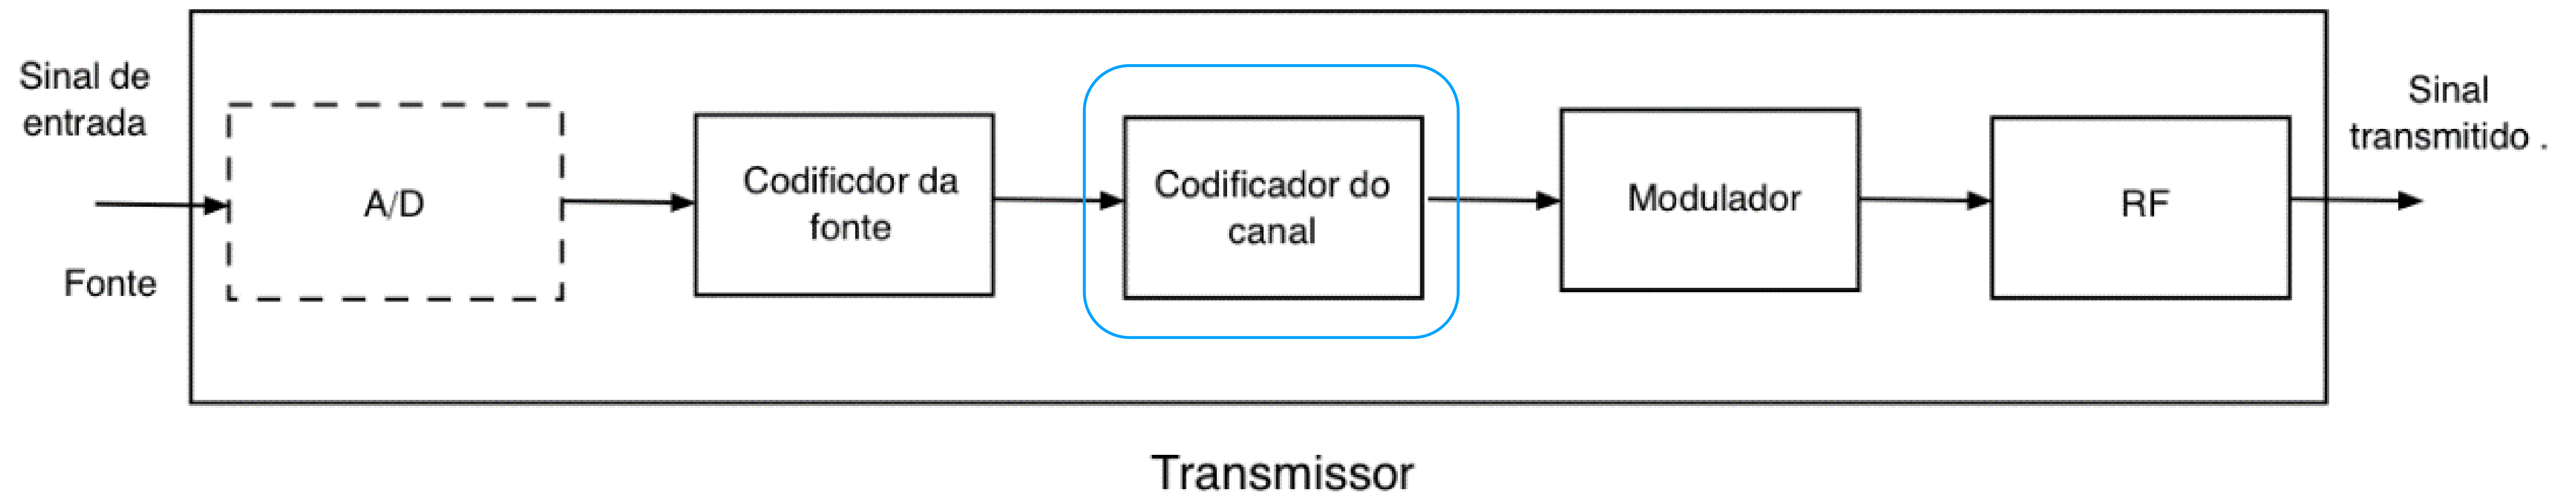 Sinal de
entrada
Fonte
A/D
Codificdor da
fonte
Codificador do
canal
Modulador
RF
Sinal
transmitido .
Transmissor